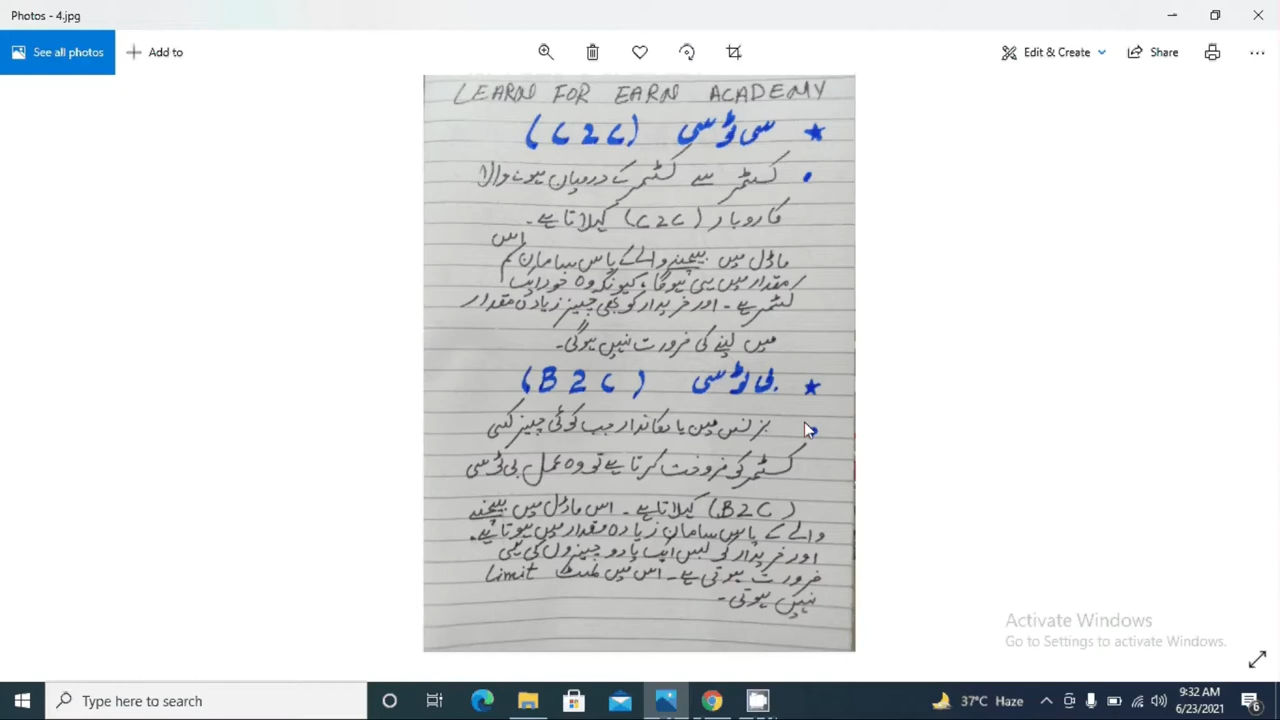 Photos - 4.jpg
See all photos
Add to
Edit & Create
Share
LEARN FOR EARN ACADEMY
★ سی ٹو سی (C2C)
کسٹمر سے کسٹمر کے درمیان ہونے والا
کاروبار (C2C) کہلاتا ہے۔
اس
ماڈل میں بیچنے والے کے پاس سامان کم
مقدار میں ہی ہوگا، کیونکہ وہ خود ایک
کسٹمر ہے۔ اور خریدار کو بھی چیز زیادہ مقدار
میں لینے کی ضرورت نہیں ہوگی۔
★ بی ٹو سی (B2C)
بزنس مین یا دکاندار جب کوئی چیز کسی
کسٹمر کو فروخت کرتا ہے تو وہ عمل بی ٹو سی
(B2C) کہلاتا ہے۔ اس ماڈل میں بیچنے
والے کے پاس سامان زیادہ مقدار میں ہوتا ہے۔
اور خریدار کو بس ایک یا دو چیزوں کی ہی
ضرورت ہوتی ہے۔ اس میں لمٹ Limit
نہیں ہوتی۔
Activate Windows
Go to Settings to activate Windows.
Type here to search
37°C Haze
9:32 AM
6/23/2021
6